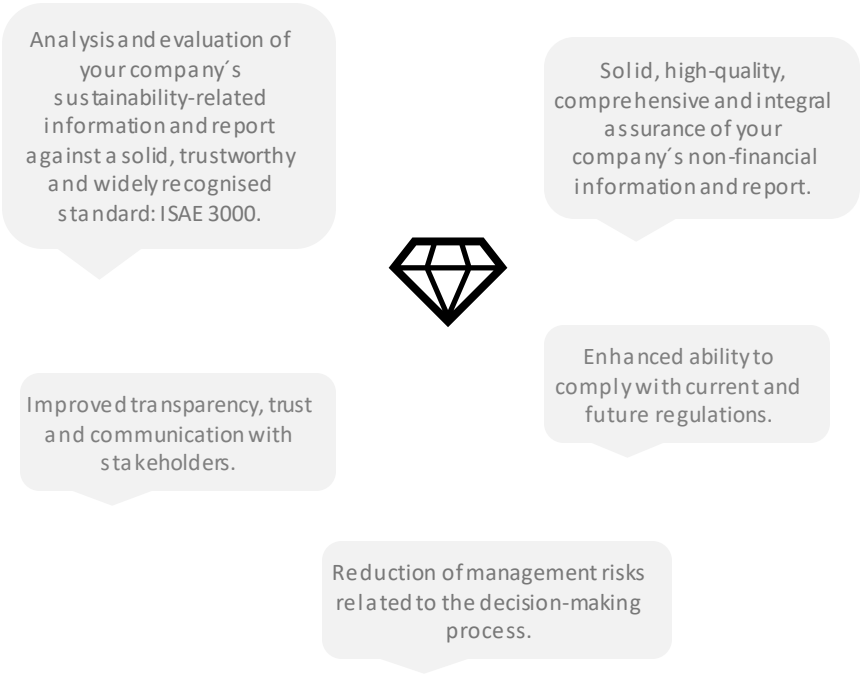 Analysis and evaluation of
your company´s
sustainability-related
information and report
against a solid, trustworthy
and widely recognised
standard: ISAE 3000.
Solid, high-quality,
comprehensive and integral
assurance of your
company´s non-financial
information and report.
Enhanced ability to
comply with current and
future regulations.
Improved transparency, trust
and communication with
stakeholders.
Reduction of management risks
related to the decision-making
process.